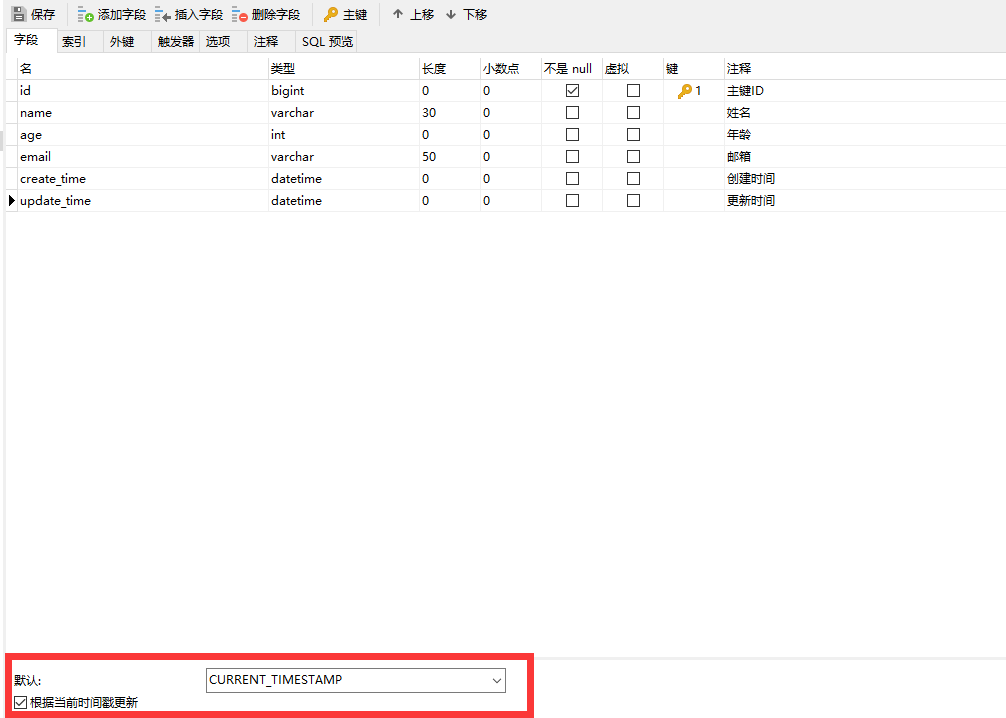 保存 添加字段 插入字段 删除字段 主键 上移 下移
字段 索引 外键 触发器 选项 注释 SQL 预览
名 类型 长度 小数点 不是 null 虚拟 键 注释
id bigint 0 0 1 主键ID
name varchar 30 0 姓名
age int 0 0 年龄
email varchar 50 0 邮箱
create_time datetime 0 0 创建时间
update_time datetime 0 0 更新时间
默认: CURRENT_TIMESTAMP
根据当前时间戳更新